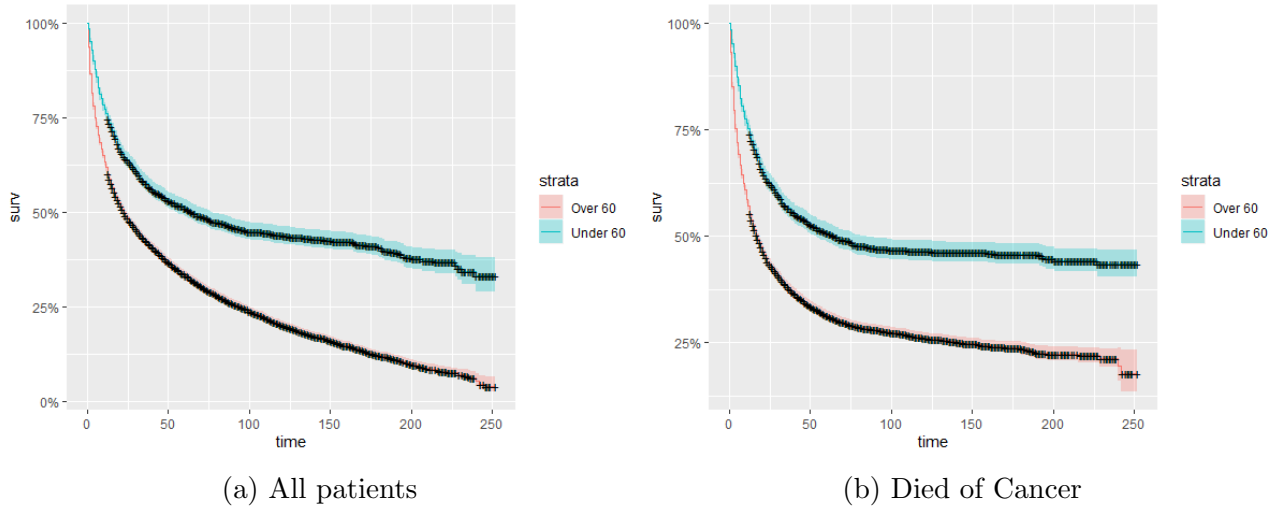 100%
75%
50%
25%
0%
surv
0
50
100
150
200
250
time
strata
Over 60
Under 60
(a) All patients
100%
75%
50%
25%
surv
0
50
100
150
200
250
time
strata
Over 60
Under 60
(b) Died of Cancer